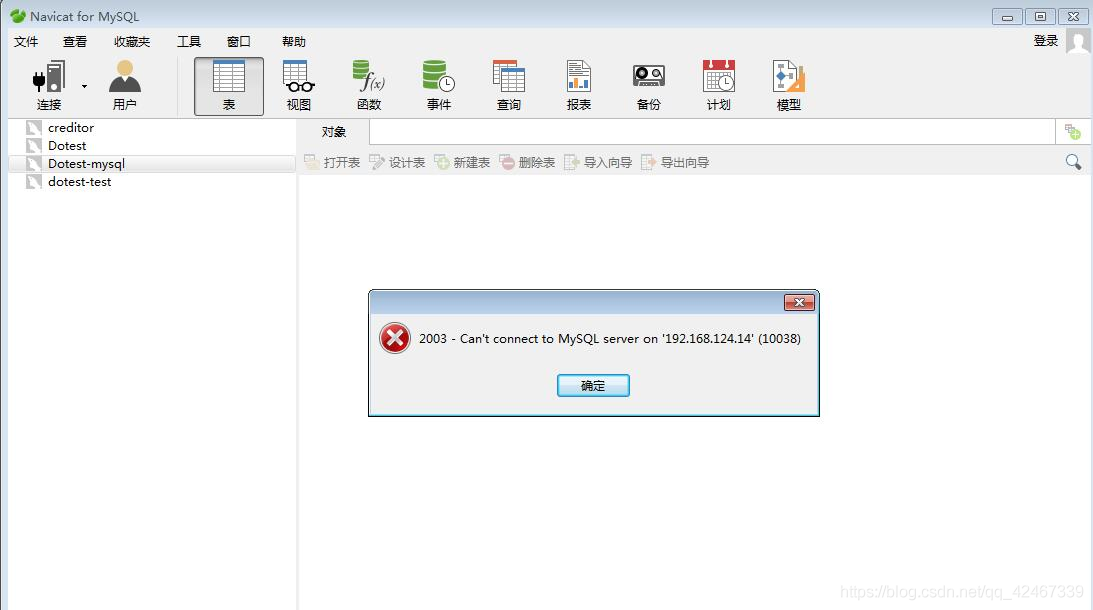 Navicat for MySQL
文件 查看 收藏夹 工具 窗口 帮助 登录
连接 用户 表 视图 函数 事件 查询 报表 备份 计划 模型
creditor
Dotest
Dotest-mysql
dotest-test
对象
打开表 设计表 新建表 删除表 导入向导 导出向导
f(x)
2003 - Can't connect to MySQL server on '192.168.124.14' (10038)
确定
https://blog.csdn.net/qq_42467339